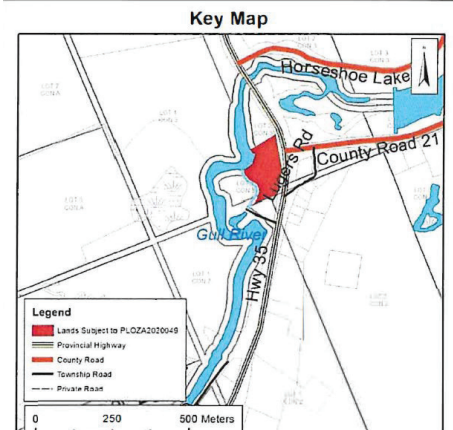 Key Map
Horseshoe Lake
County Road 21
Lugers Rd
Gull River
Hwy 35
Legend
Lands Subject to PLOZA2020049
Provincial Highway
County Road
Township Road
Private Road
0 250 500 Meters